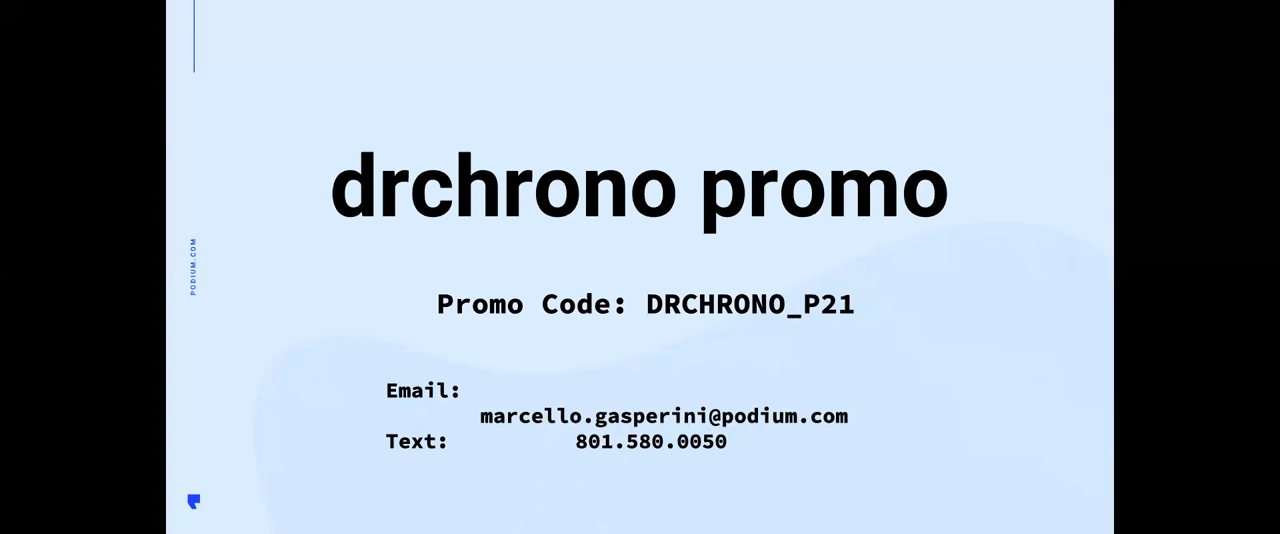 drchrono promo
PODIUM.COM
Promo Code: DRCHRONO_P21
Email:
marcello.gasperini@podium.com
Text: 801.580.0050